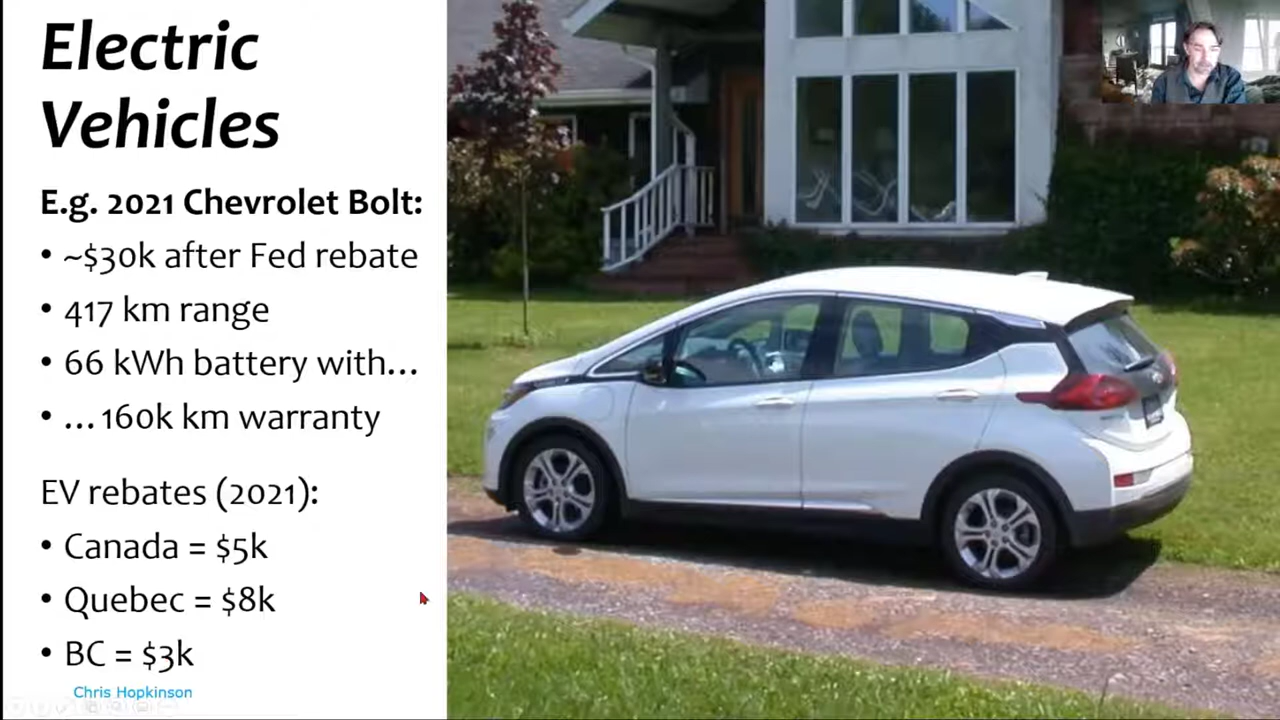 Electric
Vehicles
E.g. 2021 Chevrolet Bolt:
• ~$30k after Fed rebate
• 417 km range
• 66 kWh battery with…
• …160k km warranty
EV rebates (2021):
• Canada = $5k
• Quebec = $8k
• BC = $3k
Chris Hopkinson